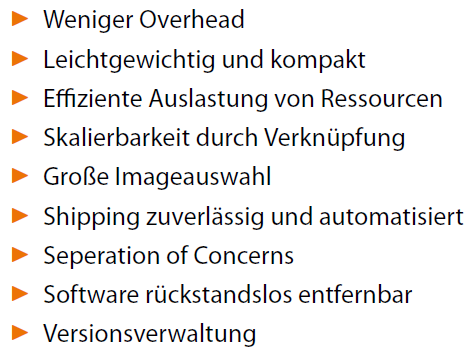 Weniger Overhead
Leichtgewichtig und kompakt
Effiziente Auslastung von Ressourcen
Skalierbarkeit durch Verknüpfung
Große Imageauswahl
Shipping zuverlässig und automatisiert
Seperation of Concerns
Software rückstandslos entfernbar
Versionsverwaltung